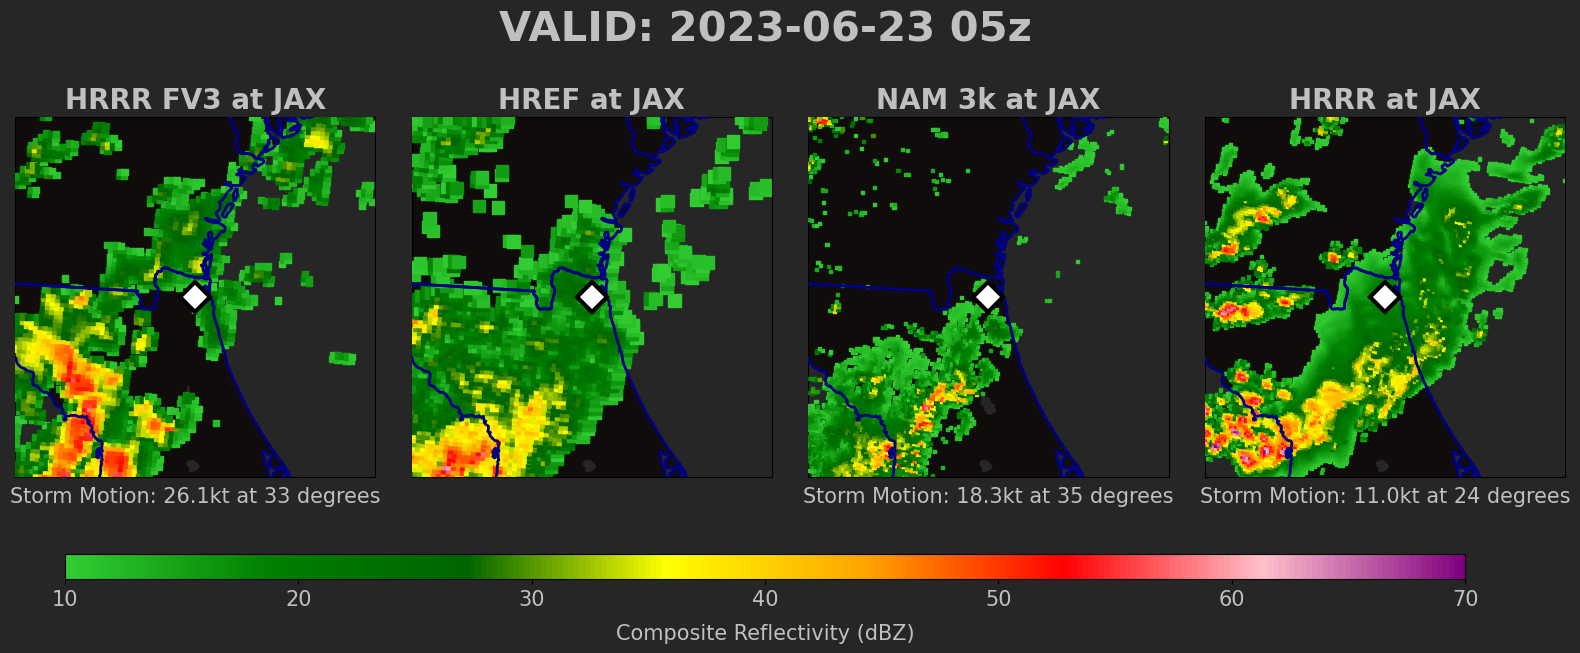 VALID: 2023-06-23 05z
HRRR FV3 at JAX
HREF at JAX
NAM 3k at JAX
HRRR at JAX
Storm Motion: 26.1kt at 33 degrees
Storm Motion: 18.3kt at 35 degrees
Storm Motion: 11.0kt at 24 degrees
10 20 30 40 50 60 70
Composite Reflectivity (dBZ)